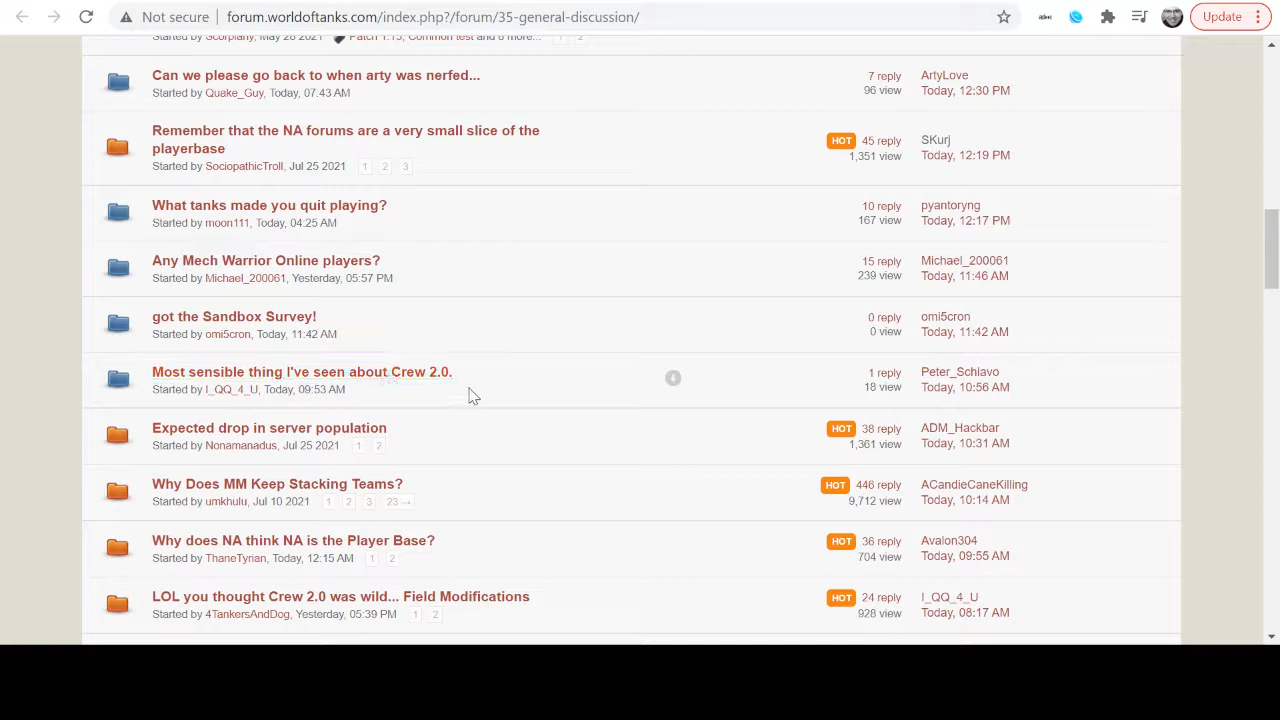 Not secure forum.worldoftanks.com/index.php?/forum/35-general-discussion/ Update
Started by Scorpiany, May 28 2021 Patch 1.13, Common test and 8 more... 1 2
Can we please go back to when arty was nerfed... 7 reply ArtyLove
Started by Quake_Guy, Today, 07:43 AM 96 view Today, 12:30 PM
Remember that the NA forums are a very small slice of the HOT 45 reply SKurj
playerbase 1,351 view Today, 12:19 PM
Started by SociopathicTroll, Jul 25 2021 1 2 3
What tanks made you quit playing? 10 reply pyantoryng
Started by moon111, Today, 04:25 AM 167 view Today, 12:17 PM
Any Mech Warrior Online players? 15 reply Michael_200061
Started by Michael_200061, Yesterday, 05:57 PM 239 view Today, 11:46 AM
got the Sandbox Survey! 0 reply omi5cron
Started by omi5cron, Today, 11:42 AM 0 view Today, 11:42 AM
Most sensible thing I've seen about Crew 2.0. 1 reply Peter_Schiavo
Started by I_QQ_4_U, Today, 09:53 AM 18 view Today, 10:56 AM
Expected drop in server population HOT 38 reply ADM_Hackbar
Started by Nonamanadus, Jul 25 2021 1 2 1,361 view Today, 10:31 AM
Why Does MM Keep Stacking Teams? HOT 446 reply ACandieCaneKilling
Started by umkhulu, Jul 10 2021 1 2 3 23 → 9,712 view Today, 10:14 AM
Why does NA think NA is the Player Base? HOT 36 reply Avalon304
Started by ThaneTyrian, Today, 12:15 AM 1 2 704 view Today, 09:55 AM
LOL you thought Crew 2.0 was wild... Field Modifications HOT 24 reply I_QQ_4_U
Started by 4TankersAndDog, Yesterday, 05:39 PM 1 2 928 view Today, 08:17 AM